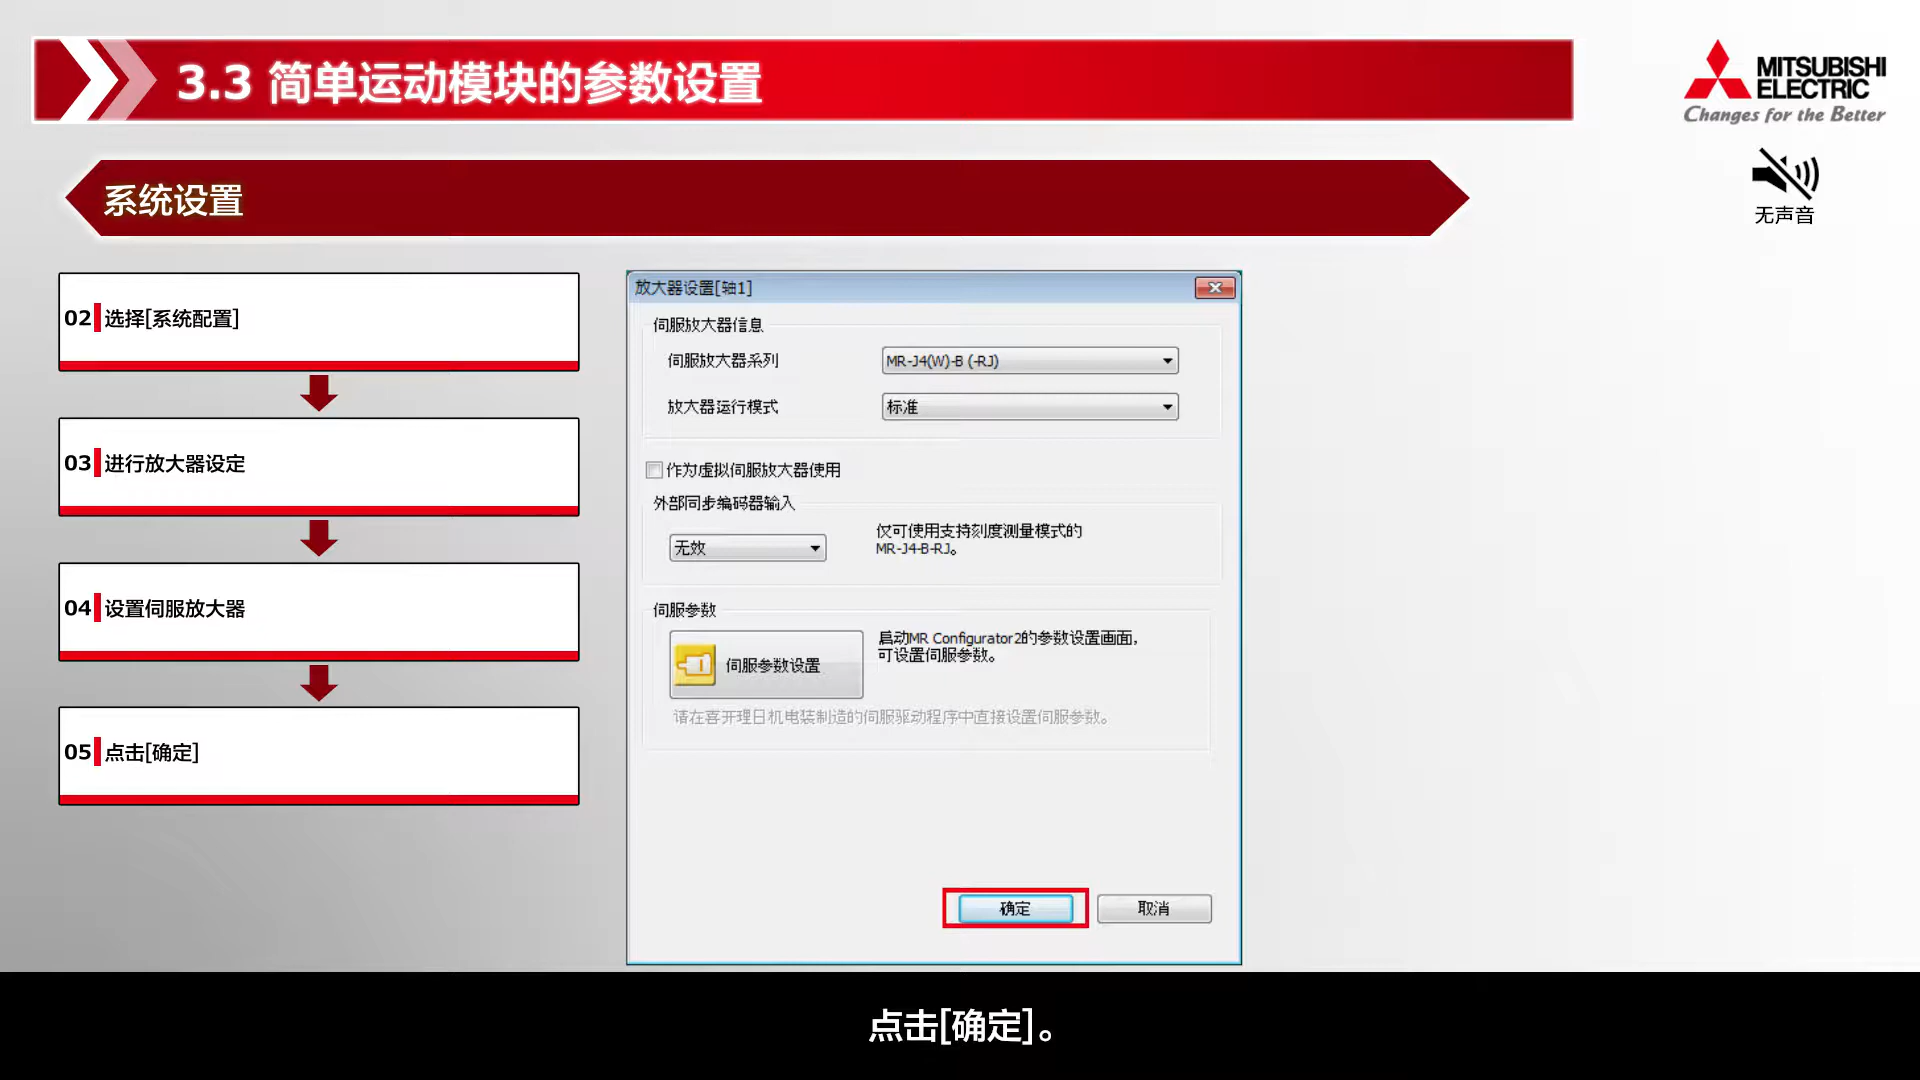 3.3 简单运动模块的参数设置
MITSUBISHI
ELECTRIC
Changes for the Better
系统设置
无声音
02 选择[系统配置]
03 进行放大器设定
04 设置伺服放大器
05 点击[确定]
放大器设置[轴1]
伺服放大器信息
伺服放大器系列 MR-J4(W)-B (-RJ)
放大器运行模式 标准
作为虚拟伺服放大器使用
外部同步编码器输入
无效
仅可使用支持刻度测量模式的
MR-J4-B-RJ。
伺服参数
伺服参数设置
启动MR Configurator2的参数设置画面,
可设置伺服参数。
请在喜开理日机电装制造的伺服驱动程序中直接设置伺服参数。
确定 取消
点击[确定]。